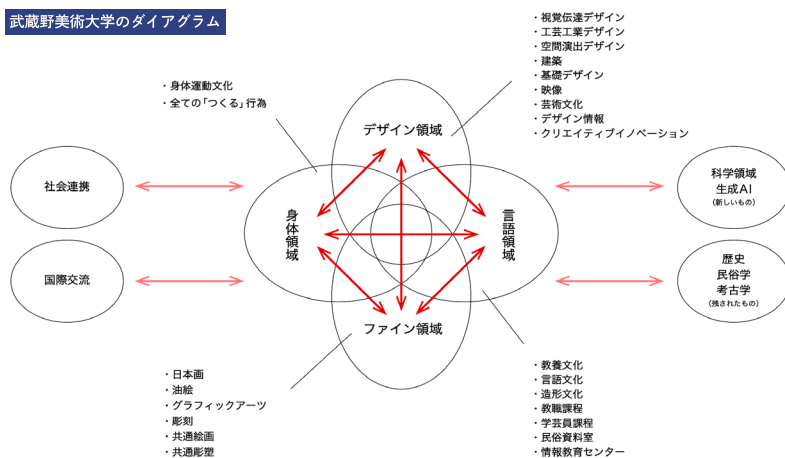 武蔵野美術大学のダイアグラム
・視覚伝達デザイン
・工芸工業デザイン
・空間演出デザイン
・建築
・基礎デザイン
・映像
・芸術文化
・デザイン情報
・クリエイティブイノベーション
・身体運動文化
・全ての「つくる」行為
デザイン領域
社会連携
国際交流
身体領域
言語領域
科学領域
生成AI
（新しいもの）
歴史
民俗学
考古学
（残されたもの）
ファイン領域
・日本画
・油絵
・グラフィックアーツ
・彫刻
・共通絵画
・共通彫塑
・教養文化
・言語文化
・造形文化
・教職課程
・学芸員課程
・民俗資料室
・情報教育センター